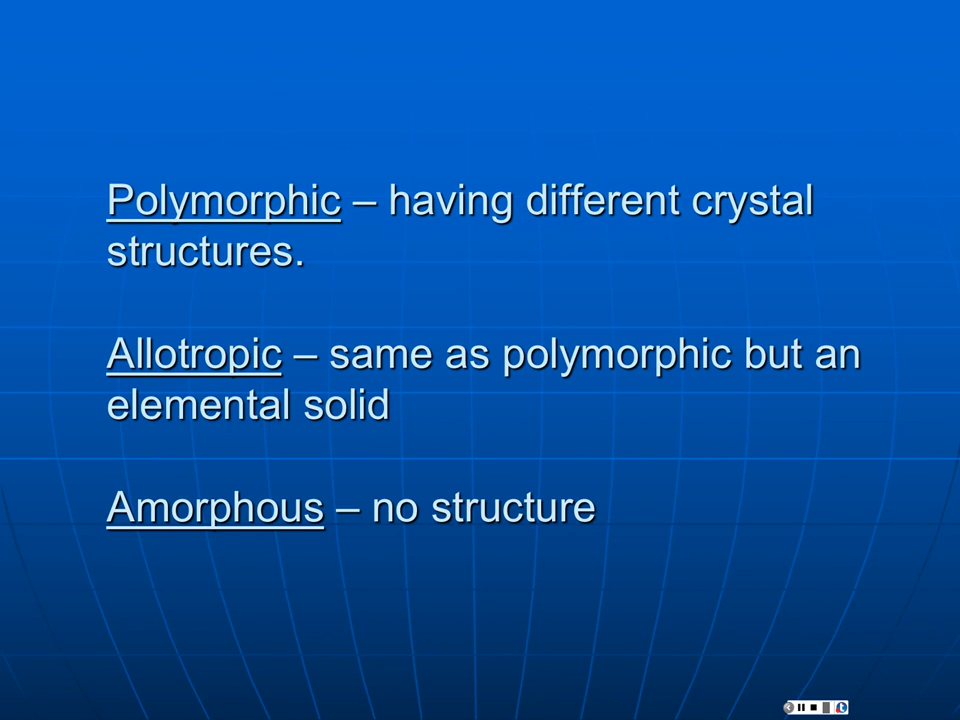 Polymorphic – having different crystal
structures.
Allotropic – same as polymorphic but an
elemental solid
Amorphous – no structure